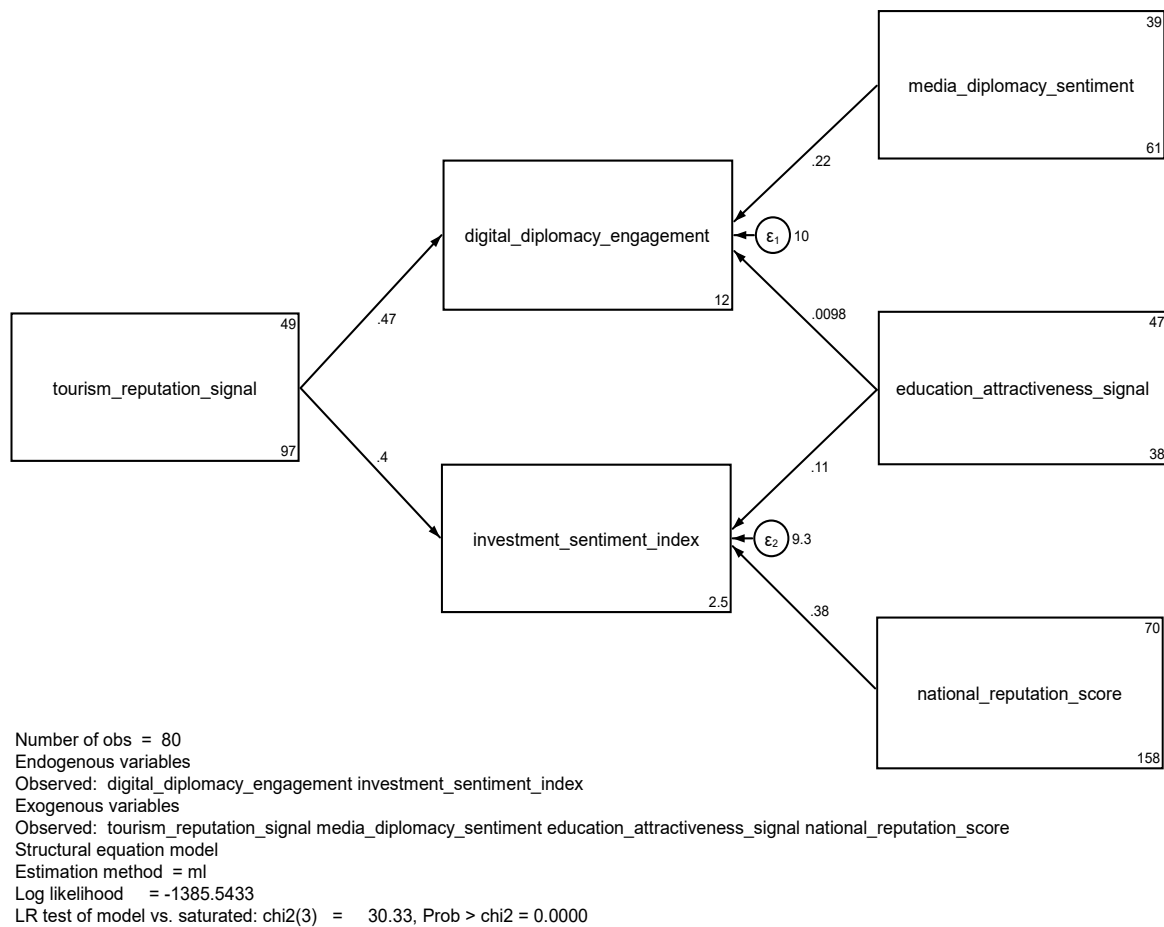 39
media_diplomacy_sentiment
61
.22
digital_diplomacy_engagement
ε₁ 10
12
.47
.0098
49
tourism_reputation_signal
97
47
education_attractiveness_signal
38
.4
.11
investment_sentiment_index
ε₂ 9.3
2.5
.38
70
national_reputation_score
158
Number of obs = 80
Endogenous variables
Observed: digital_diplomacy_engagement investment_sentiment_index
Exogenous variables
Observed: tourism_reputation_signal media_diplomacy_sentiment education_attractiveness_signal national_reputation_score
Structural equation model
Estimation method = ml
Log likelihood = -1385.5433
LR test of model vs. saturated: chi2(3) = 30.33, Prob > chi2 = 0.0000